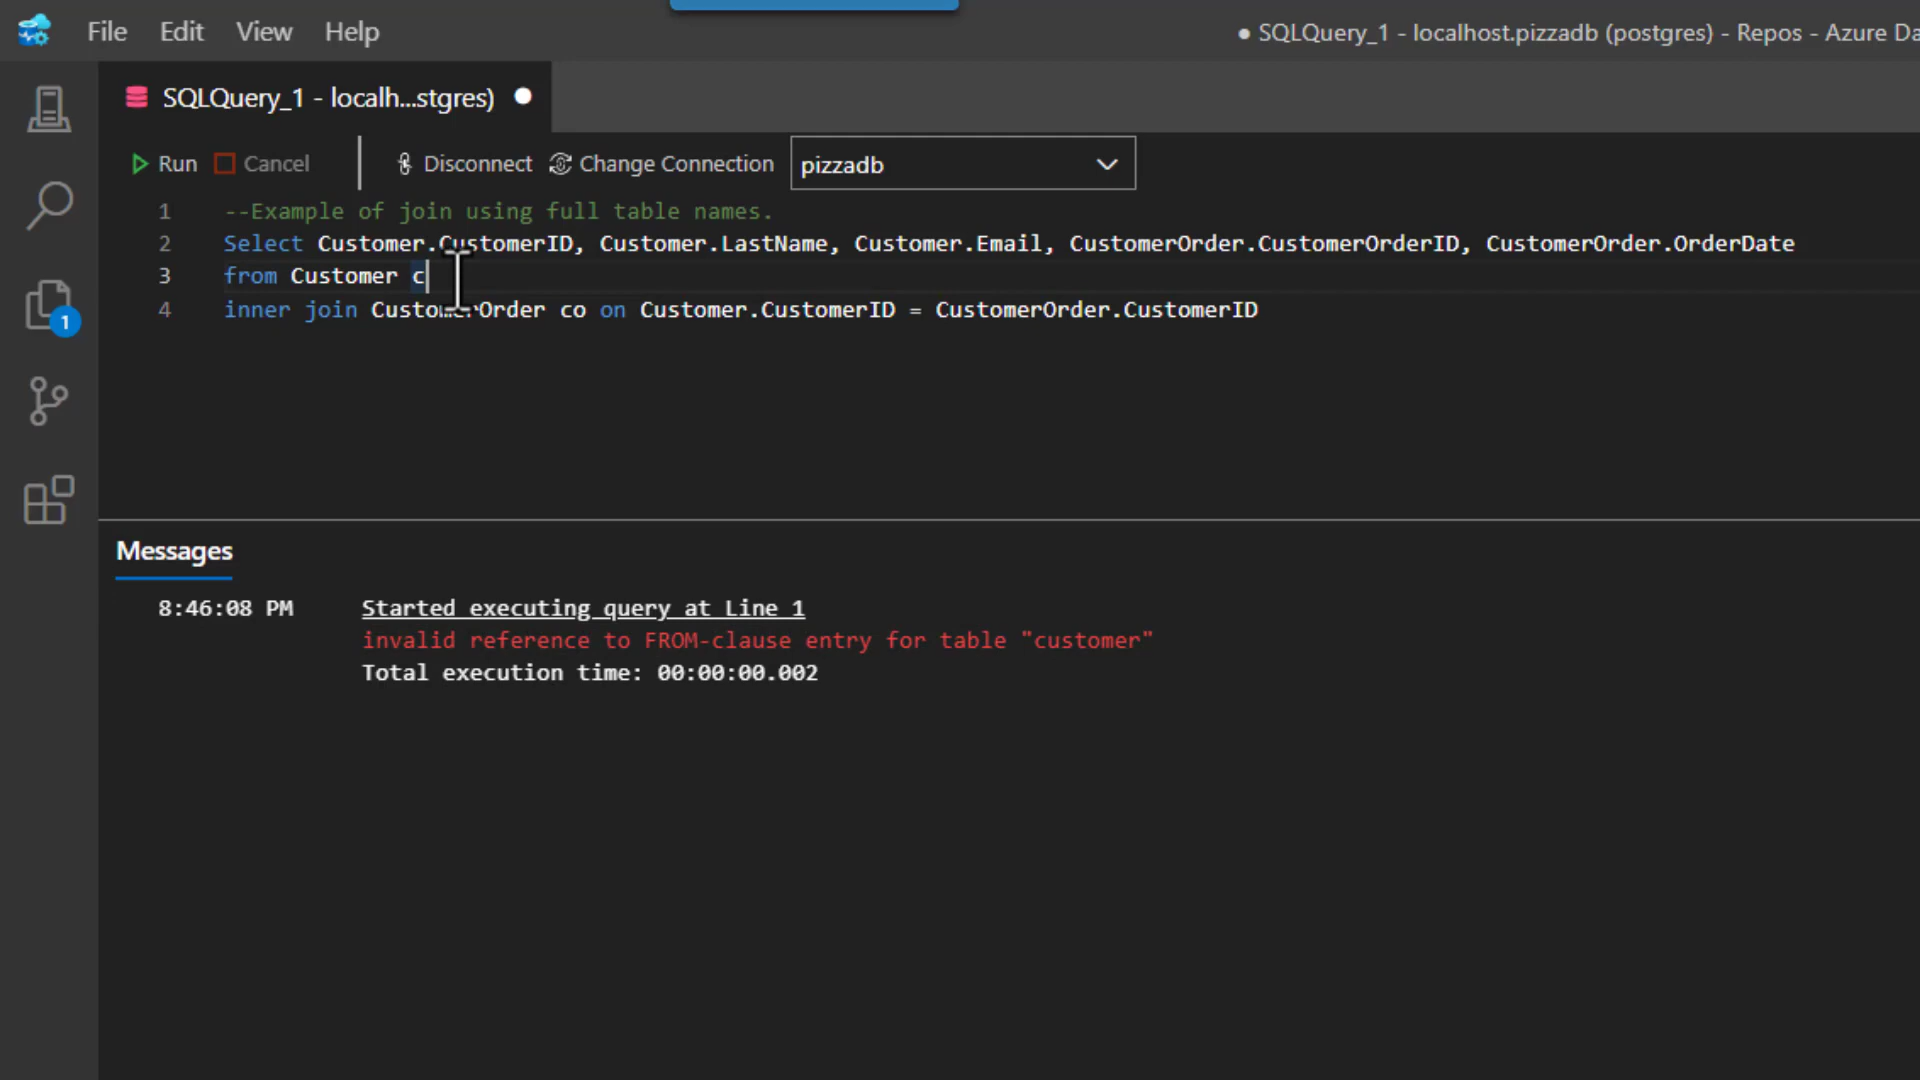 File Edit View Help
● SQLQuery_1 - localhost.pizzadb (postgres) - Repos - Azure Da
SQLQuery_1 - localh...stgres) ●
Run Cancel Disconnect Change Connection pizzadb
1 --Example of join using full table names.
2 Select Customer.CustomerID, Customer.LastName, Customer.Email, CustomerOrder.CustomerOrderID, CustomerOrder.OrderDate
3 from Customer c
4 inner join CustomerOrder co on Customer.CustomerID = CustomerOrder.CustomerID
1
Messages
8:46:08 PM Started executing query at Line 1
invalid reference to FROM-clause entry for table "customer"
Total execution time: 00:00:00.002